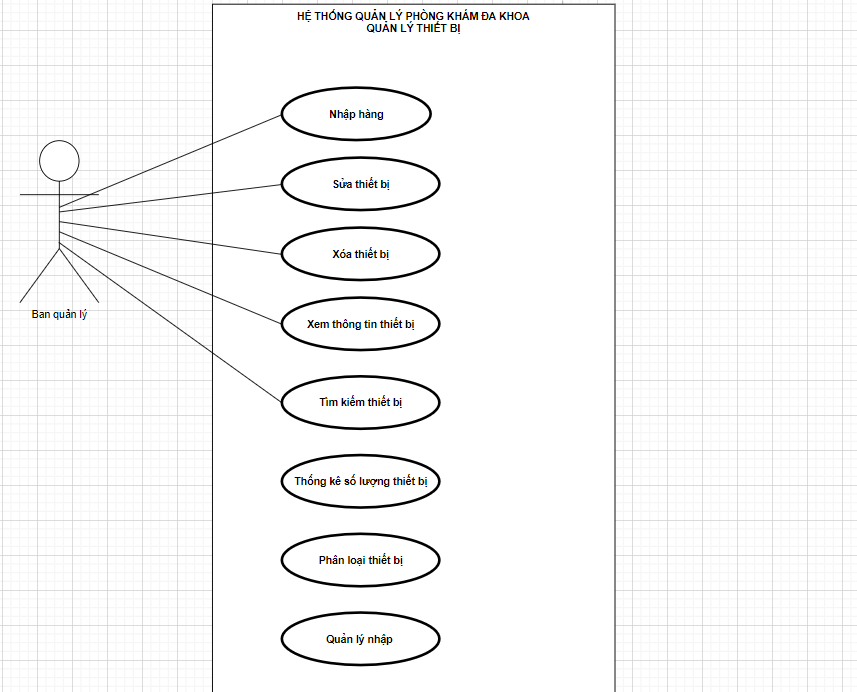 HỆ THỐNG QUẢN LÝ PHÒNG KHÁM ĐA KHOA
QUẢN LÝ THIẾT BỊ
Nhập hàng
Sửa thiết bị
Xóa thiết bị
Ban quản lý
Xem thông tin thiết bị
Tìm kiếm thiết bị
Thống kê số lượng thiết bị
Phân loại thiết bị
Quản lý nhập